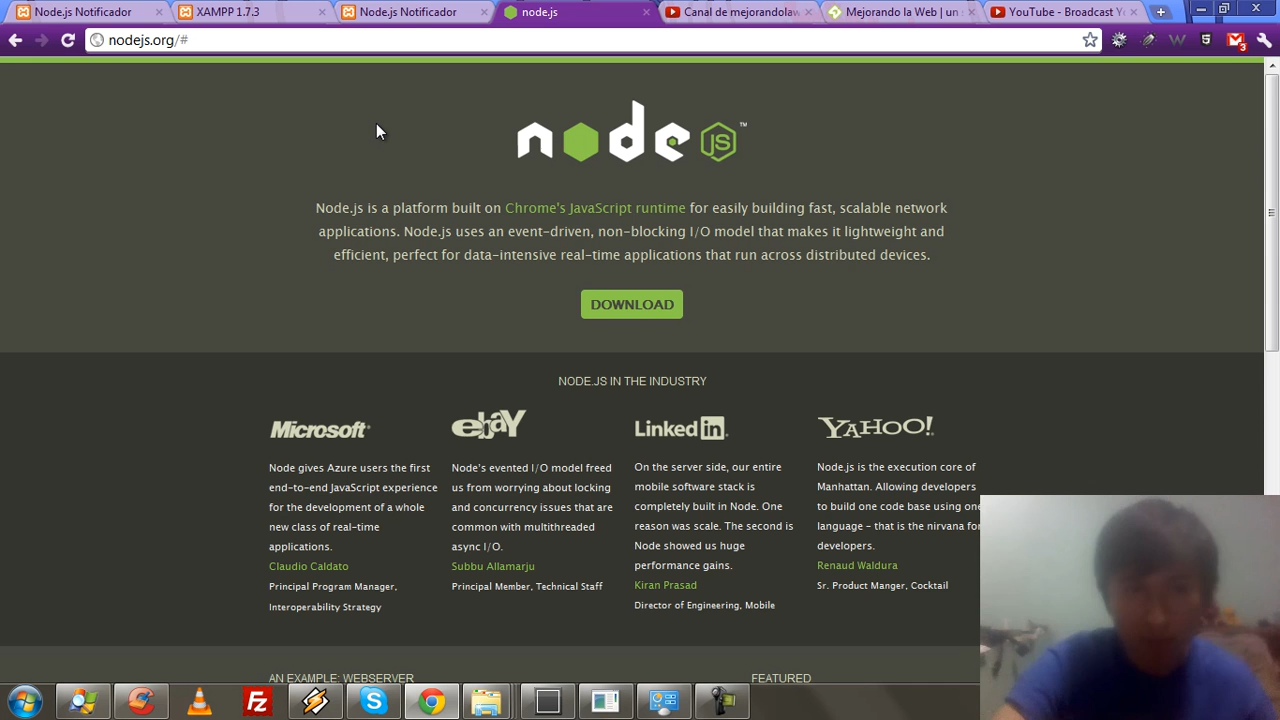 Node.js Notificador
XAMPP 1.7.3
Node.js Notificador
node.js
Canal de mejorandolaw
Mejorando la Web | un s
YouTube - Broadcast Yo
nodejs.org/#
3
node JS ™
Node.js is a platform built on Chrome's JavaScript runtime for easily building fast, scalable network
applications. Node.js uses an event-driven, non-blocking I/O model that makes it lightweight and
efficient, perfect for data-intensive real-time applications that run across distributed devices.
DOWNLOAD
NODE.JS IN THE INDUSTRY
Microsoft
Node gives Azure users the first
end-to-end JavaScript experience
for the development of a whole
new class of real-time
applications.
Claudio Caldato
Principal Program Manager,
Interoperability Strategy
ebay
Node's evented I/O model freed
us from worrying about locking
and concurrency issues that are
common with multithreaded
async I/O.
Subbu Allamarju
Principal Member, Technical Staff
Linked in
On the server side, our entire
mobile software stack is
completely built in Node. One
reason was scale. The second is
Node showed us huge
performance gains.
Kiran Prasad
Director of Engineering, Mobile
YAHOO!
Node.js is the execution core of
Manhattan. Allowing developers
to build one code base using one
language – that is the nirvana for
developers.
Renaud Waldura
Sr. Product Manger, Cocktail
AN EXAMPLE: WEBSERVER
FEATURED